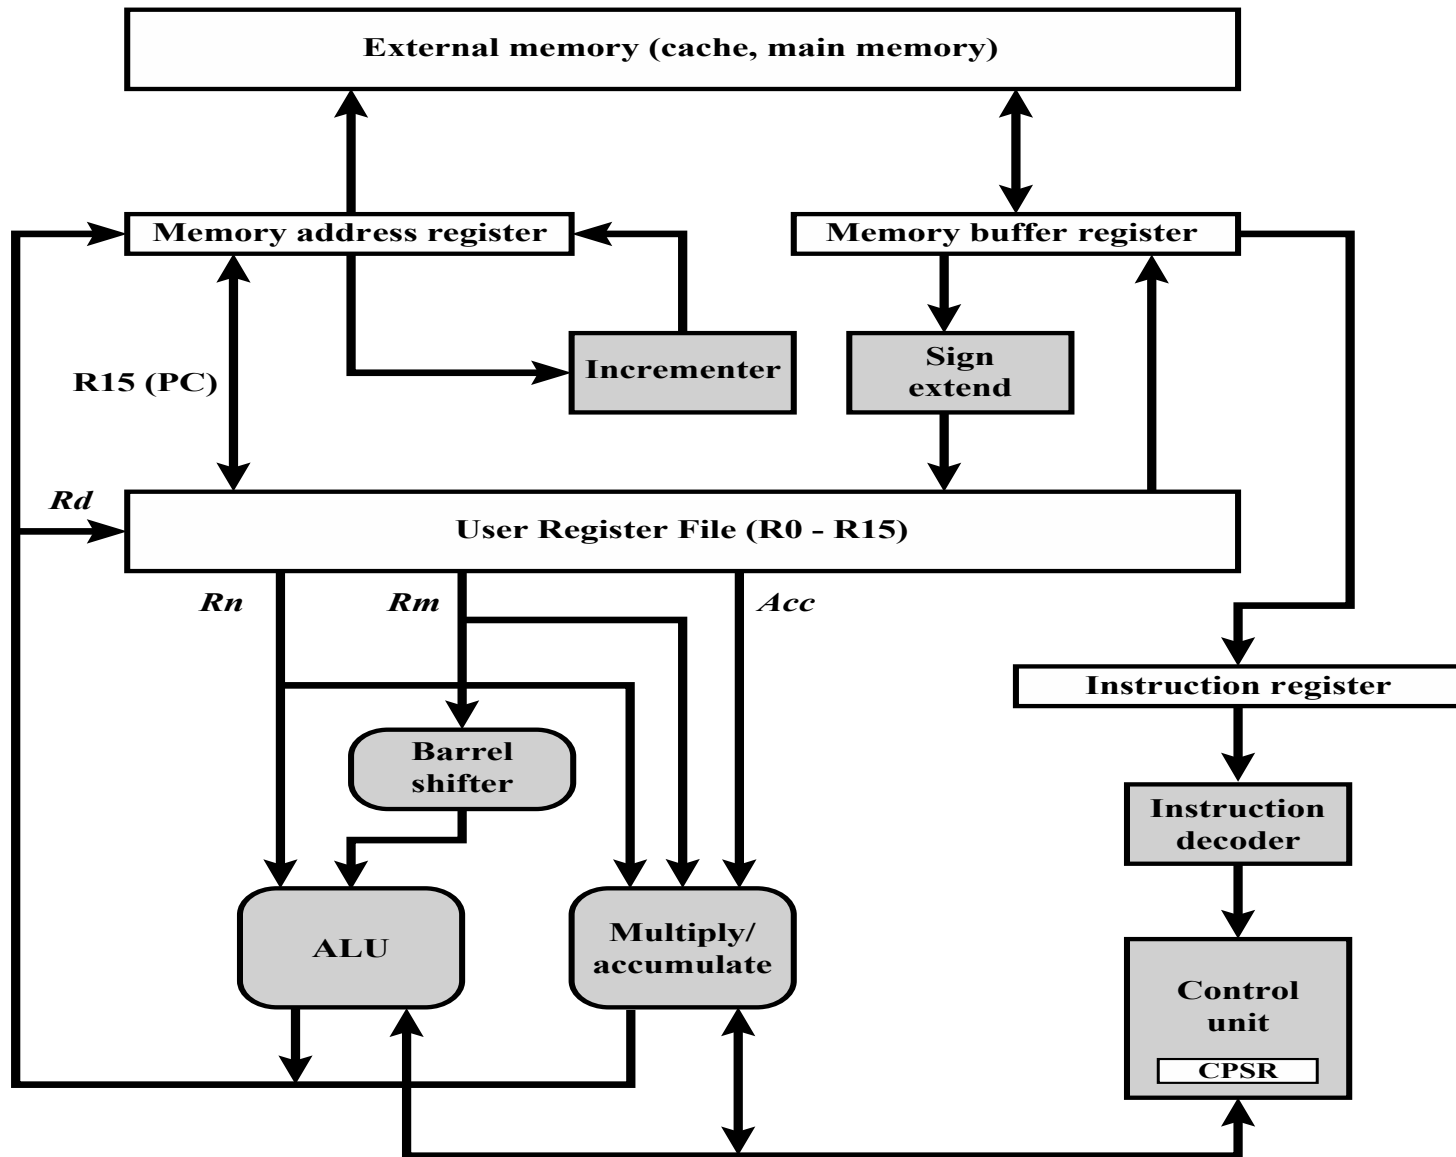 External memory (cache, main memory)
Memory address register
Memory buffer register
R15 (PC)
Incrementer
Sign
extend
Rd
User Register File (R0 - R15)
Rn
Rm
Acc
Instruction register
Barrel
shifter
Instruction
decoder
ALU
Multiply/
accumulate
Control
unit
CPSR